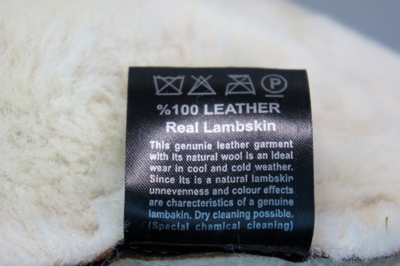 P
%100 LEATHER
Real Lambskin
This genunie leather garment
with its natural wool is an ideal
wear in cool and cold weather.
Since its is a natural lambskin
unnevenness and colour effects
are charecteristics of a genuine
lambakin. Dry cleaning possible.
(Special chemical cleaning)